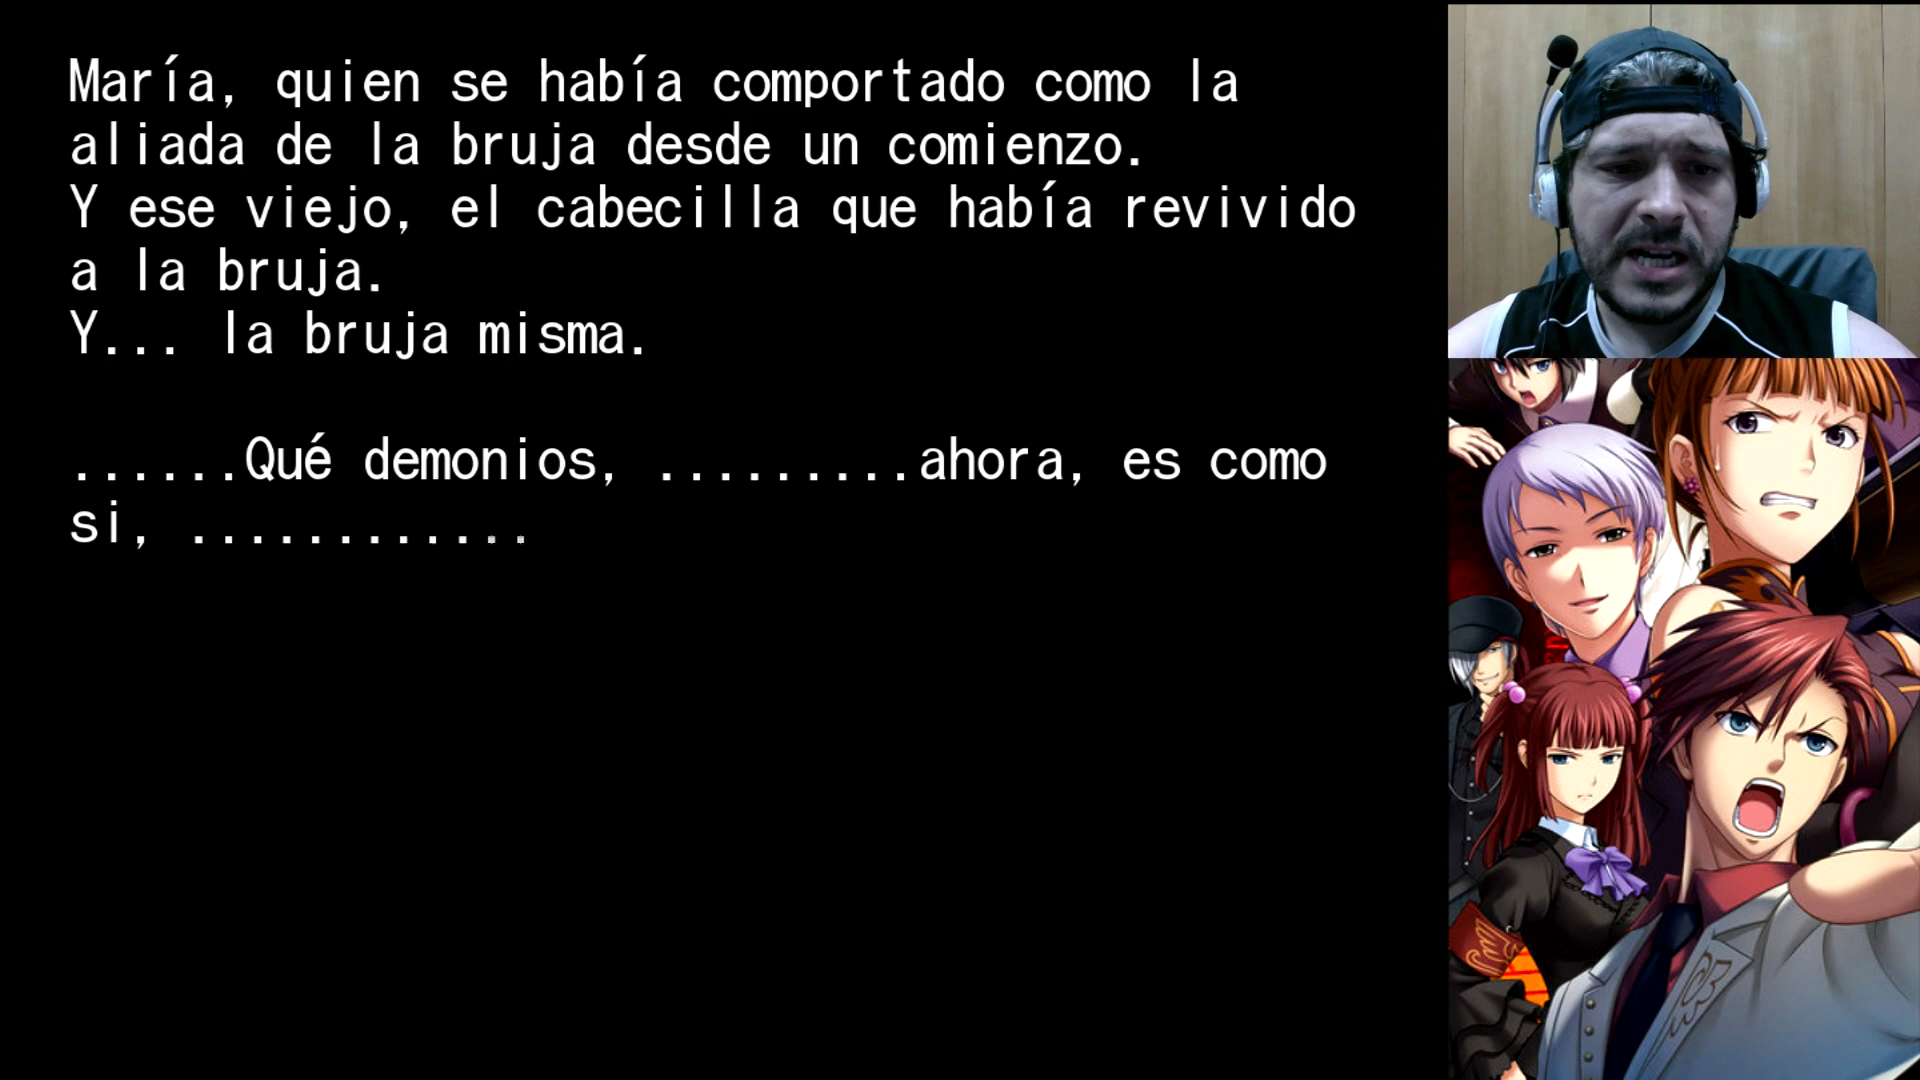 María, quien se había comportado como la
aliada de la bruja desde un comienzo.
Y ese viejo, el cabecilla que había revivido
a la bruja.
Y... la bruja misma.
......Qué demonios, .........ahora, es como
si, ............